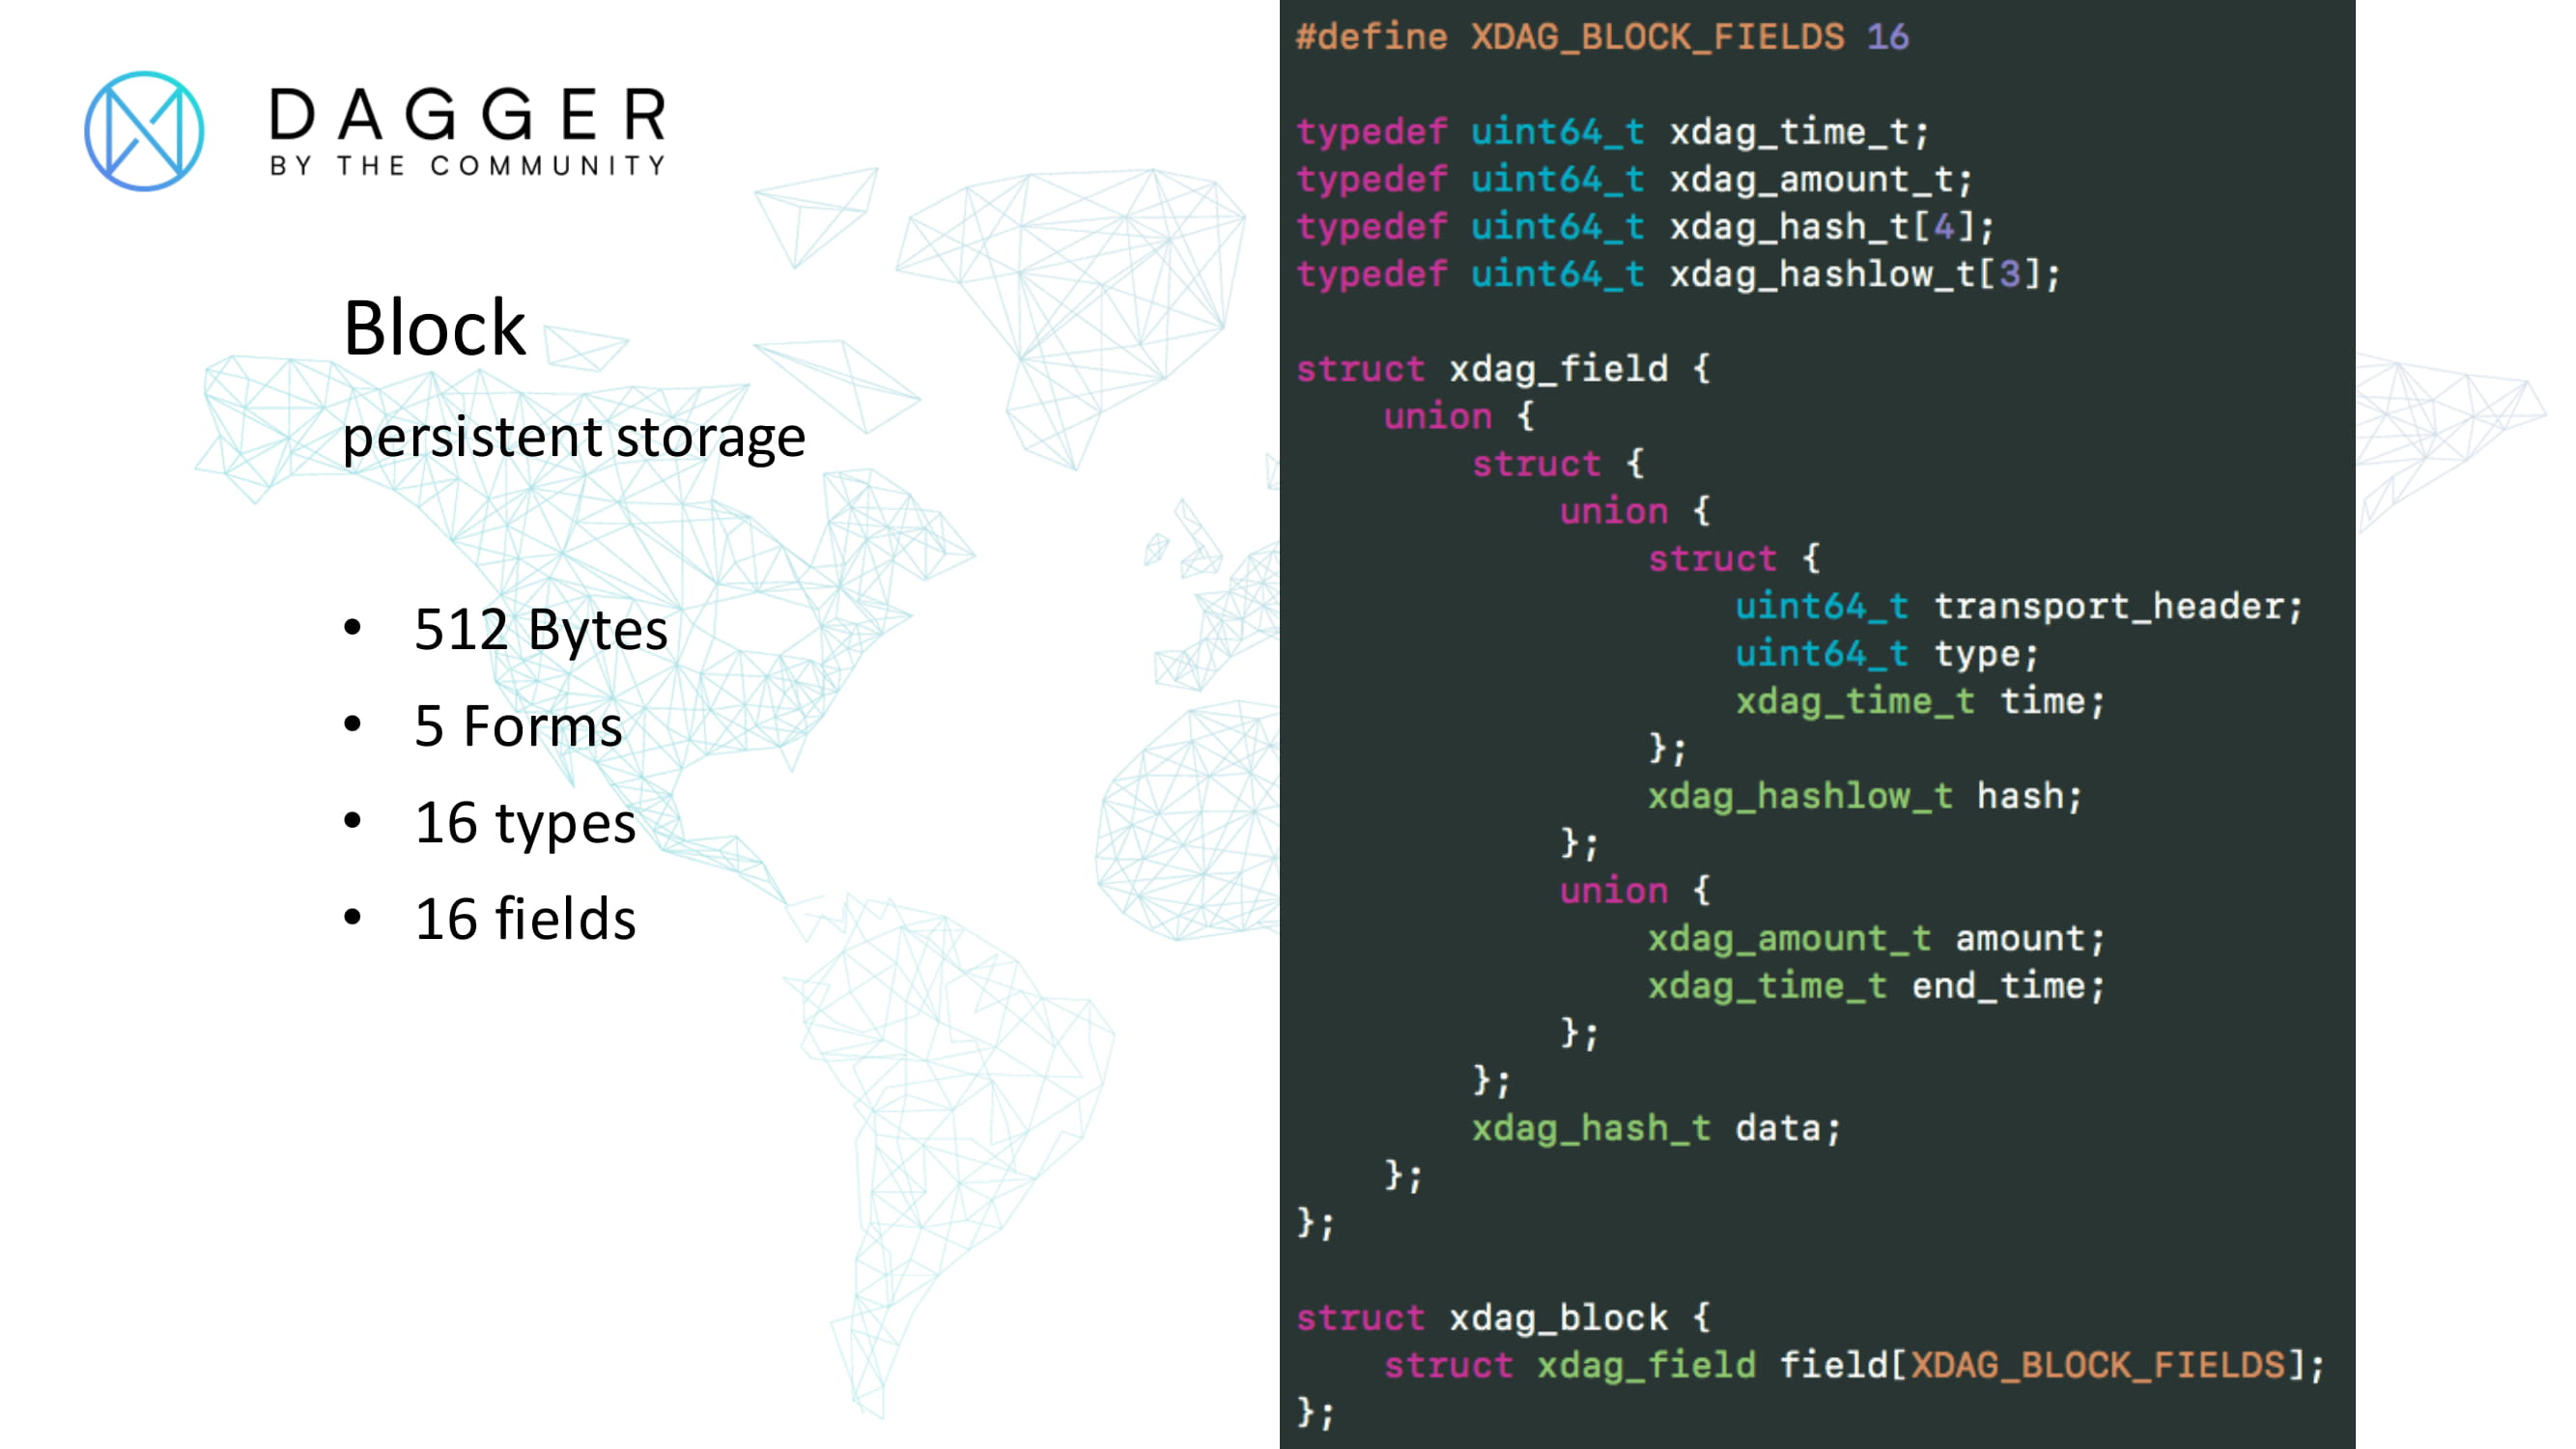 DAGGER
BY THE COMMUNITY
Block
persistent storage
• 512 Bytes
• 5 Forms
• 16 types
• 16 fields
#define XDAG_BLOCK_FIELDS 16
typedef uint64_t xdag_time_t;
typedef uint64_t xdag_amount_t;
typedef uint64_t xdag_hash_t[4];
typedef uint64_t xdag_hashlow_t[3];
struct xdag_field {
    union {
        struct {
            union {
                struct {
                    uint64_t transport_header;
                    uint64_t type;
                    xdag_time_t time;
                };
                xdag_hashlow_t hash;
            };
            union {
                xdag_amount_t amount;
                xdag_time_t end_time;
            };
        };
        xdag_hash_t data;
    };
};
struct xdag_block {
    struct xdag_field field[XDAG_BLOCK_FIELDS];
};